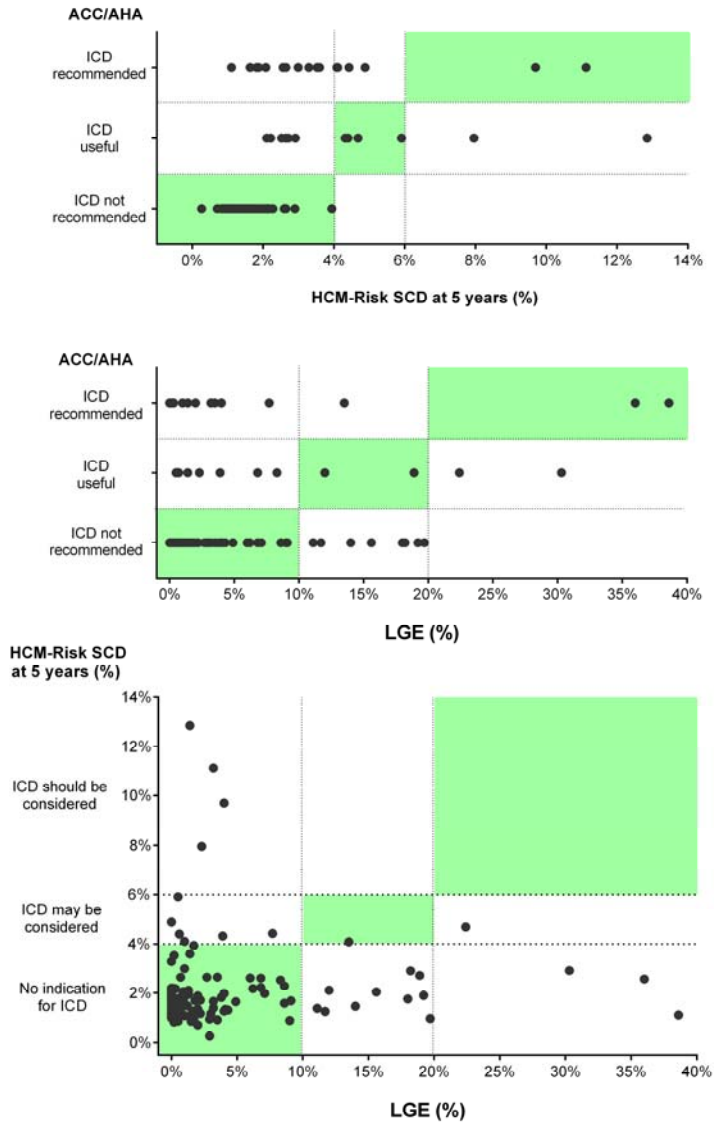 ACC/AHA
ICD
recommended
ICD
useful
ICD not
recommended
0% 2% 4% 6% 8% 10% 12% 14%
HCM-Risk SCD at 5 years (%)
ACC/AHA
ICD
recommended
ICD
useful
ICD not
recommended
0% 5% 10% 15% 20% 25% 30% 35% 40%
LGE (%)
HCM-Risk SCD
at 5 years (%)
14%
12%
ICD should be
considered
10%
8%
6%
ICD may be
considered
4%
No indication
for ICD
2%
0%
0% 5% 10% 15% 20% 25% 30% 35% 40%
LGE (%)